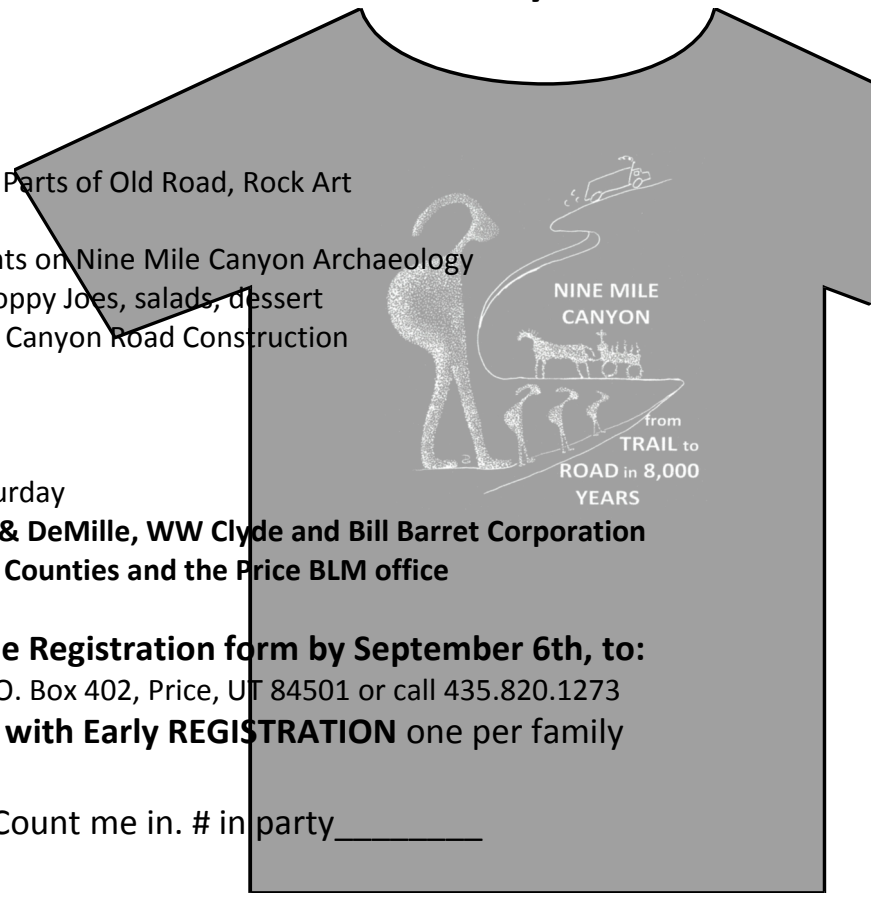 Parts of Old Road, Rock Art
nts on Nine Mile Canyon Archaeology
oppy Joes, salads, dessert
Canyon Road Construction
NINE MILE
CANYON
from
TRAIL to
ROAD in 8,000
YEARS
urday
& DeMille, WW Clyde and Bill Barret Corporation
Counties and the Price BLM office
e Registration form by September 6th, to:
O. Box 402, Price, UT 84501 or call 435.820.1273
with Early REGISTRATION one per family
Count me in. # in party________